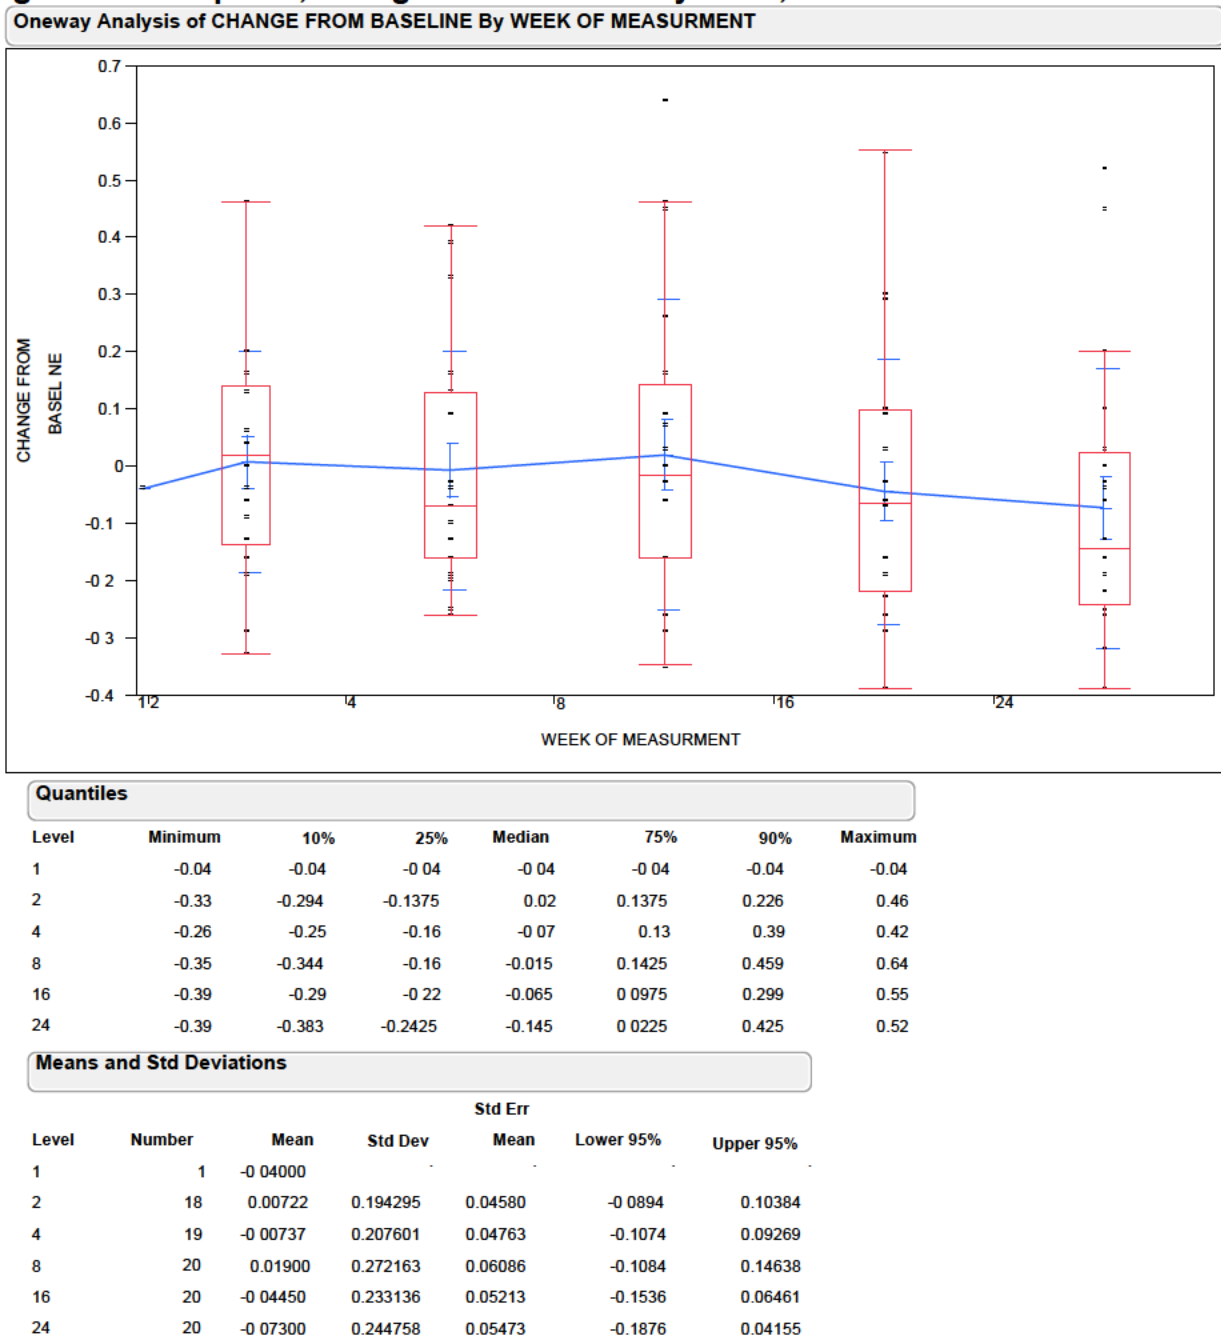 Oneway Analysis of CHANGE FROM BASELINE By WEEK OF MEASURMENT
0.7
0.6
0.5
0.4
0.3
0.2
0.1
0
-0.1
-0 2
-0 3
-0.4
CHANGE FROM
BASEL NE
1 2 4 8 16 24
WEEK OF MEASURMENT
Quantiles
Level Minimum 10% 25% Median 75% 90% Maximum
1 -0.04 -0.04 -0 04 -0 04 -0 04 -0.04 -0.04
2 -0.33 -0.294 -0.1375 0.02 0.1375 0.226 0.46
4 -0.26 -0.25 -0.16 -0 07 0.13 0.39 0.42
8 -0.35 -0.344 -0.16 -0.015 0.1425 0.459 0.64
16 -0.39 -0.29 -0 22 -0.065 0 0975 0.299 0.55
24 -0.39 -0.383 -0.2425 -0.145 0 0225 0.425 0.52
Means and Std Deviations
Std Err
Level Number Mean Std Dev Mean Lower 95% Upper 95%
1 1 -0 04000 . . . .
2 18 0.00722 0.194295 0.04580 -0 0894 0.10384
4 19 -0 00737 0.207601 0.04763 -0.1074 0.09269
8 20 0.01900 0.272163 0.06086 -0.1084 0.14638
16 20 -0 04450 0.233136 0.05213 -0.1536 0.06461
24 20 -0 07300 0.244758 0.05473 -0.1876 0.04155